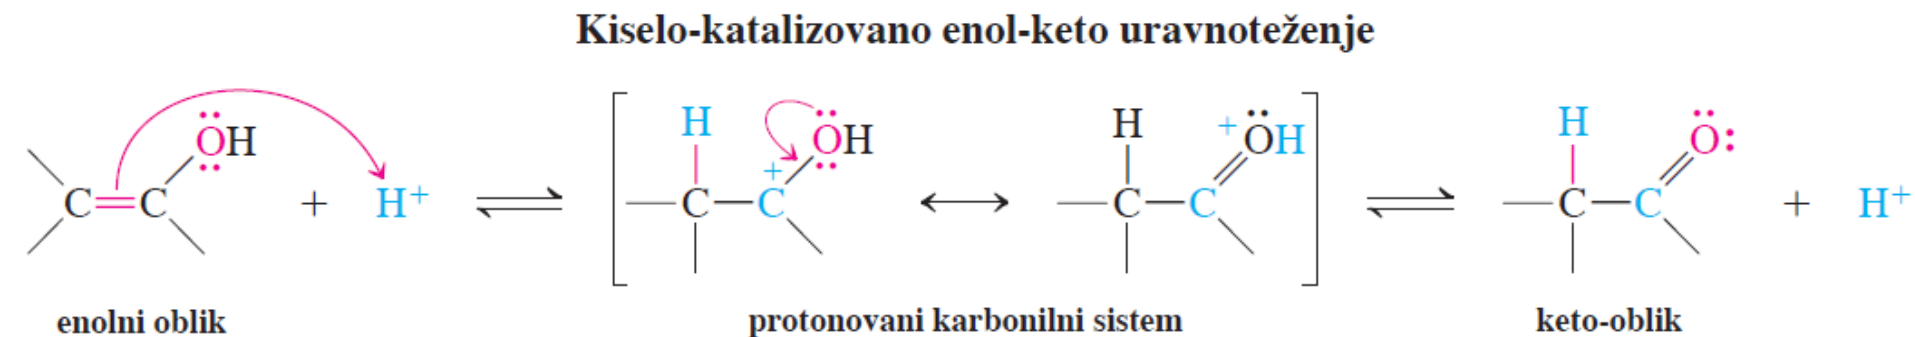 Kiselo-katalizovano enol-keto uravnoteženje
OH
C=C + H+ ⇌ [ H C—C+ OH ↔ H C—C +OH ] ⇌ H C—C O + H+
enolni oblik protonovani karbonilni sistem keto-oblik